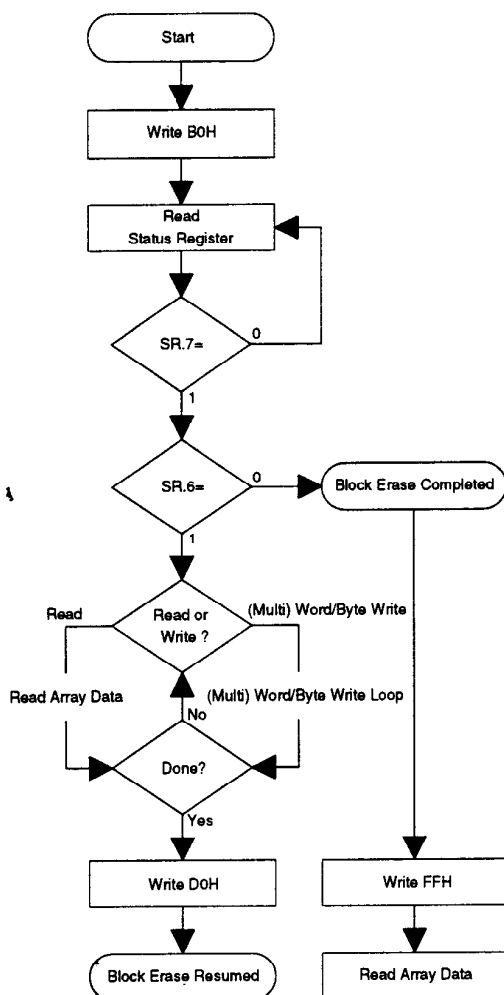 Start
Write B0H
Read
Status Register
SR.7=
0
1
SR.6=
0
Block Erase Completed
1
Read
Read or
Write ?
(Multi) Word/Byte Write
Read Array Data
(Multi) Word/Byte Write Loop
No
Done?
Yes
Write D0H
Write FFH
Block Erase Resumed
Read Array Data